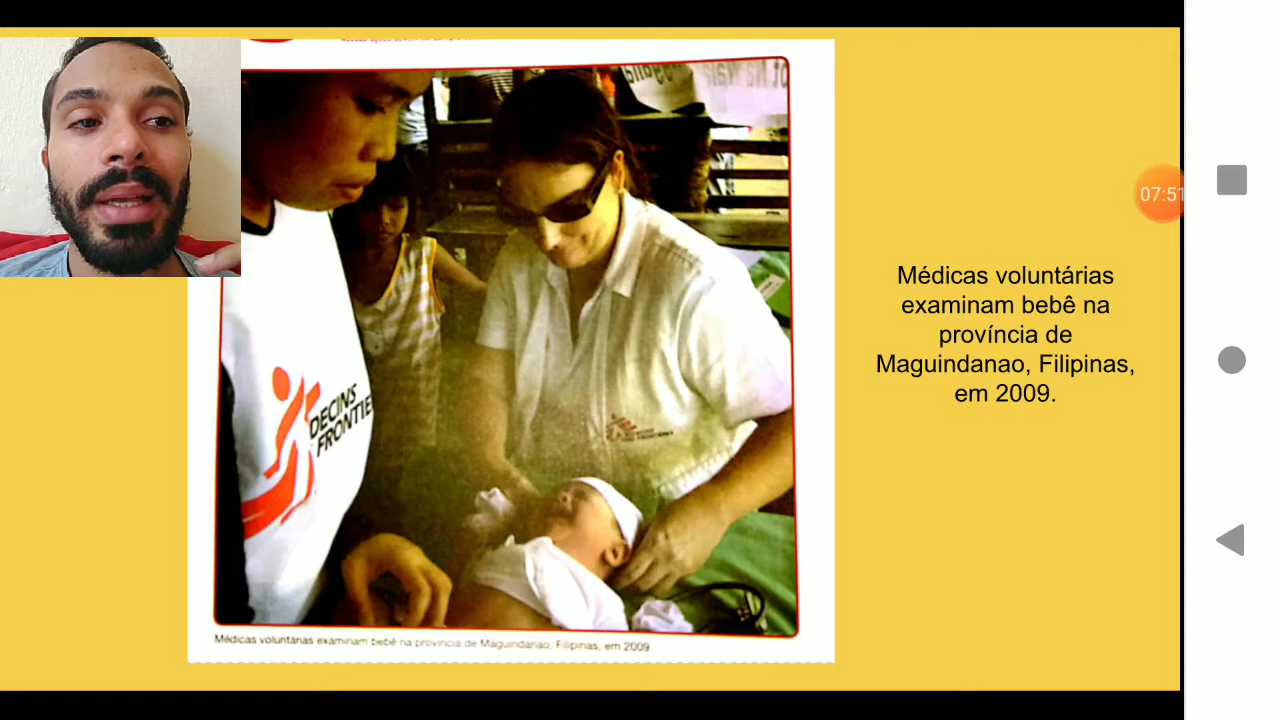 07:51
Médicas voluntárias
examinam bebê na
província de
Maguindanao, Filipinas,
em 2009.
DECINS
FRONTIE
Médicas voluntárias examinam bebê na província de Maguindanao, Filipinas, em 2009.